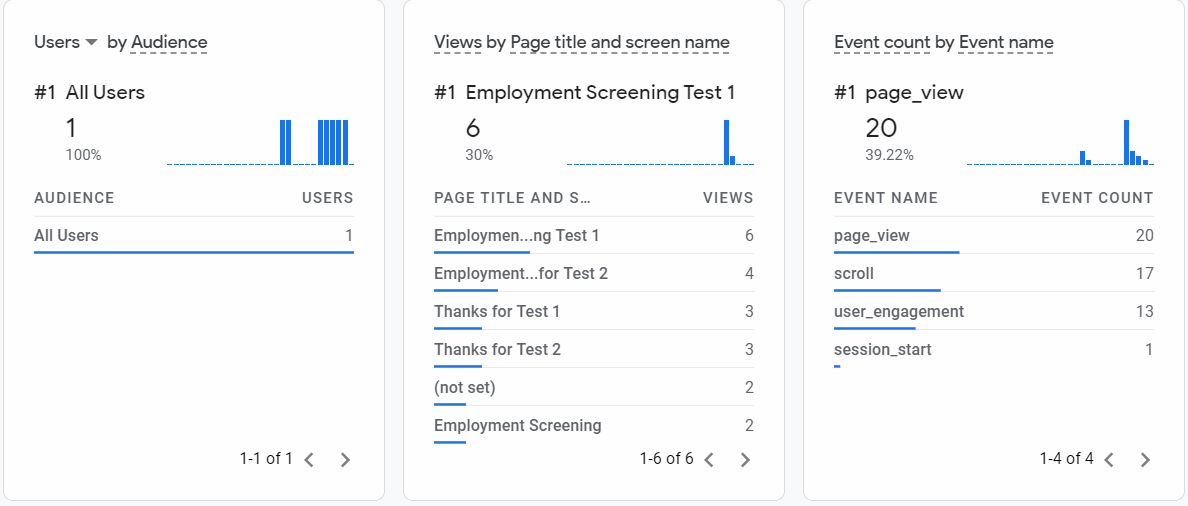 Users by Audience
#1 All Users
1
100%
AUDIENCE USERS
All Users 1
1-1 of 1
Views by Page title and screen name
#1 Employment Screening Test 1
6
30%
PAGE TITLE AND S... VIEWS
Employmen...ng Test 1 6
Employment...for Test 2 4
Thanks for Test 1 3
Thanks for Test 2 3
(not set) 2
Employment Screening 2
1-6 of 6
Event count by Event name
#1 page_view
20
39.22%
EVENT NAME EVENT COUNT
page_view 20
scroll 17
user_engagement 13
session_start 1
1-4 of 4